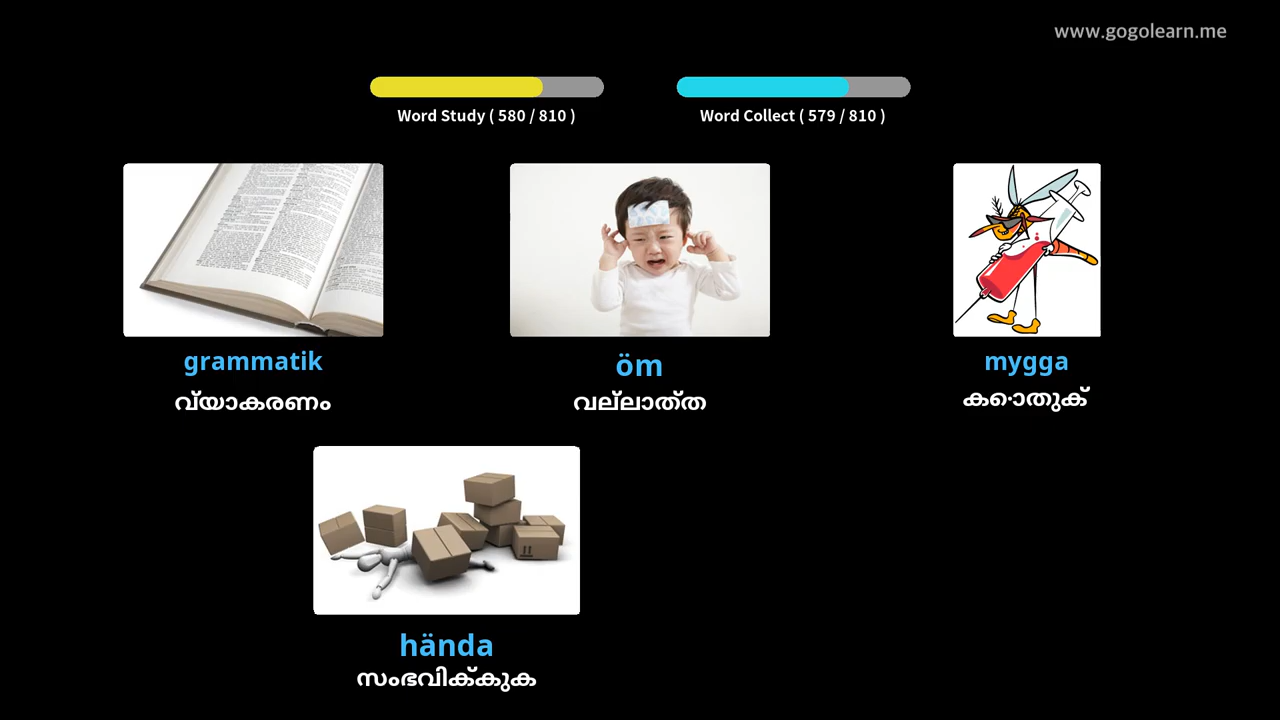 www.gogolearn.me
Word Study ( 580 / 810 )
Word Collect ( 579 / 810 )
grammatik
öm
mygga
വ്യാകരണം
വല്ലാത്ത
കൊതുക്
hända
സംഭവിക്കുക